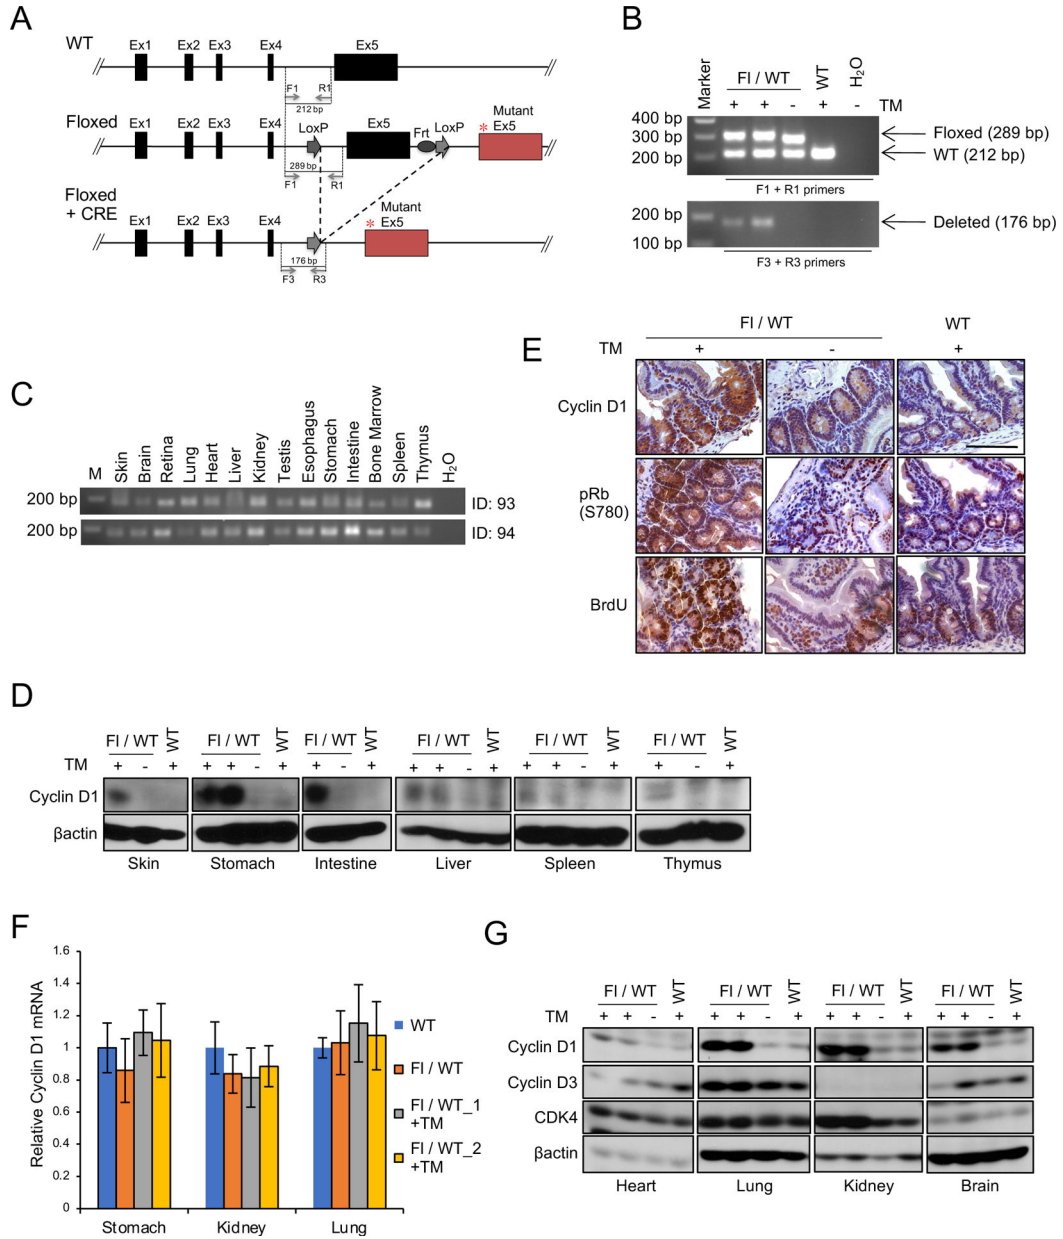 A
WT
Ex1 Ex2 Ex3 Ex4 Ex5
F1 R1
212 bp
Floxed
Ex1 Ex2 Ex3 Ex4 LoxP Ex5 Frt LoxP Mutant
* Ex5
289 bp
F1 R1
Floxed
+ CRE
Ex1 Ex2 Ex3 Ex4 Mutant
* Ex5
176 bp
F3 R3
B
Marker Fl / WT WT H2O
+ + - + - TM
400 bp
300 bp
200 bp
Floxed (289 bp)
WT (212 bp)
F1 + R1 primers
200 bp
100 bp
Deleted (176 bp)
F3 + R3 primers
C
M Skin Brain Retina Lung Heart Liver Kidney Testis Esophagus Stomach Intestine Bone Marrow Spleen Thymus H2O
200 bp ID: 93
200 bp ID: 94
E
Fl / WT WT
TM + - +
Cyclin D1
pRb
(S780)
BrdU
D
Fl / WT WT Fl / WT WT Fl / WT WT Fl / WT WT Fl / WT WT Fl / WT WT
TM + - + + + - + + - + + + - + + + - + + - +
Cyclin D1
βactin
Skin Stomach Intestine Liver Spleen Thymus
F
Relative Cyclin D1 mRNA
1.6
1.4
1.2
1
0.8
0.6
0.4
0.2
0
Stomach Kidney Lung
WT
Fl / WT
Fl / WT_1
+TM
Fl / WT_2
+TM
G
Fl / WT WT Fl / WT WT Fl / WT WT Fl / WT WT
TM + + - + + + - + + + - + + + - +
Cyclin D1
Cyclin D3
CDK4
βactin
Heart Lung Kidney Brain